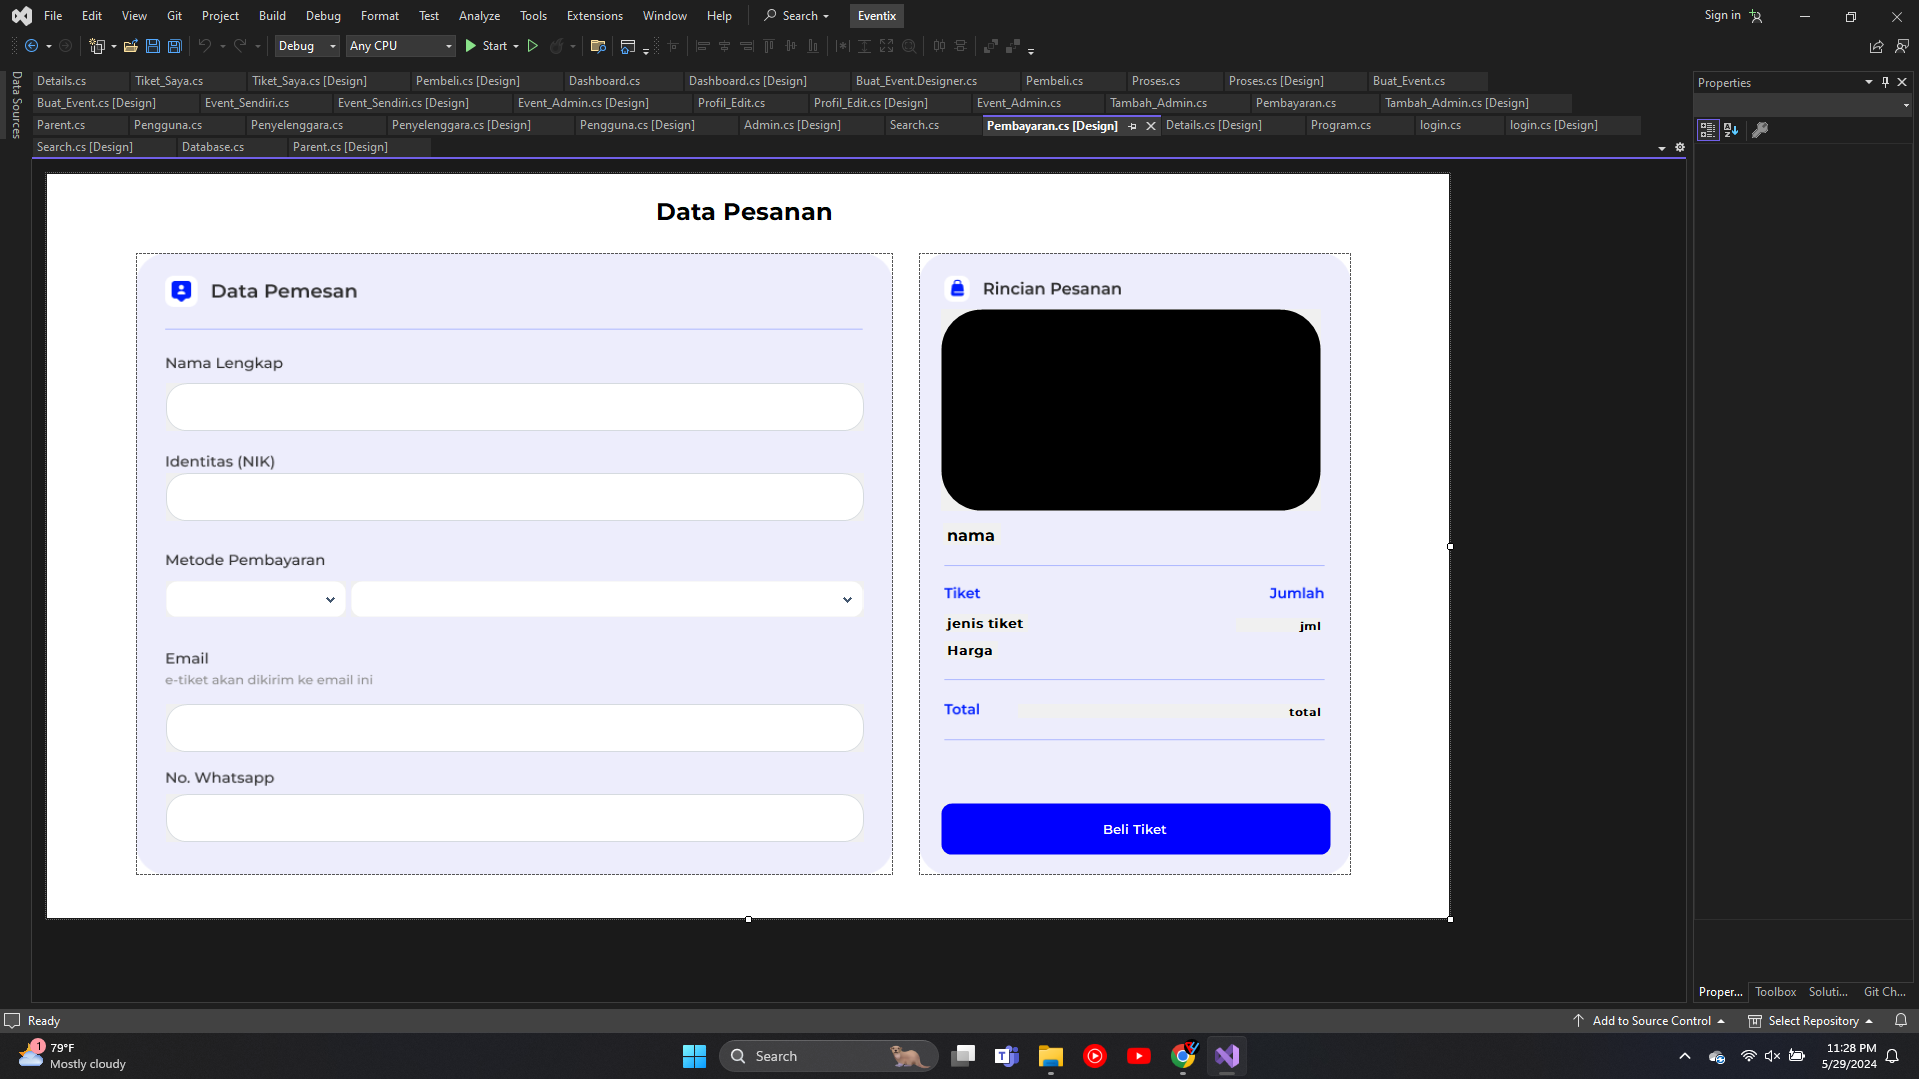 File Edit View Git Project Build Debug Format Test Analyze Tools Extensions Window Help Search Eventix Sign in
Debug Any CPU Start
Data Sources
Details.cs Tiket_Saya.cs Tiket_Saya.cs [Design] Pembeli.cs [Design] Dashboard.cs Dashboard.cs [Design] Buat_Event.Designer.cs Pembeli.cs Proses.cs Proses.cs [Design] Buat_Event.cs
Buat_Event.cs [Design] Event_Sendiri.cs Event_Sendiri.cs [Design] Event_Admin.cs [Design] Profil_Edit.cs Profil_Edit.cs [Design] Event_Admin.cs Tambah_Admin.cs Pembayaran.cs Tambah_Admin.cs [Design]
Parent.cs Pengguna.cs Penyelenggara.cs Penyelenggara.cs [Design] Pengguna.cs [Design] Admin.cs [Design] Search.cs Pembayaran.cs [Design] Details.cs [Design] Program.cs login.cs login.cs [Design]
Search.cs [Design] Database.cs Parent.cs [Design]
Properties
Data Pesanan
Data Pemesan
Nama Lengkap
Identitas (NIK)
Metode Pembayaran
Email
e-tiket akan dikirim ke email ini
No. Whatsapp
Rincian Pesanan
nama
Tiket Jumlah
jenis tiket jml
Harga
Total total
Beli Tiket
Proper... Toolbox Soluti... Git Ch...
Ready Add to Source Control Select Repository
1
79°F
Mostly cloudy
Search
11:28 PM
5/29/2024